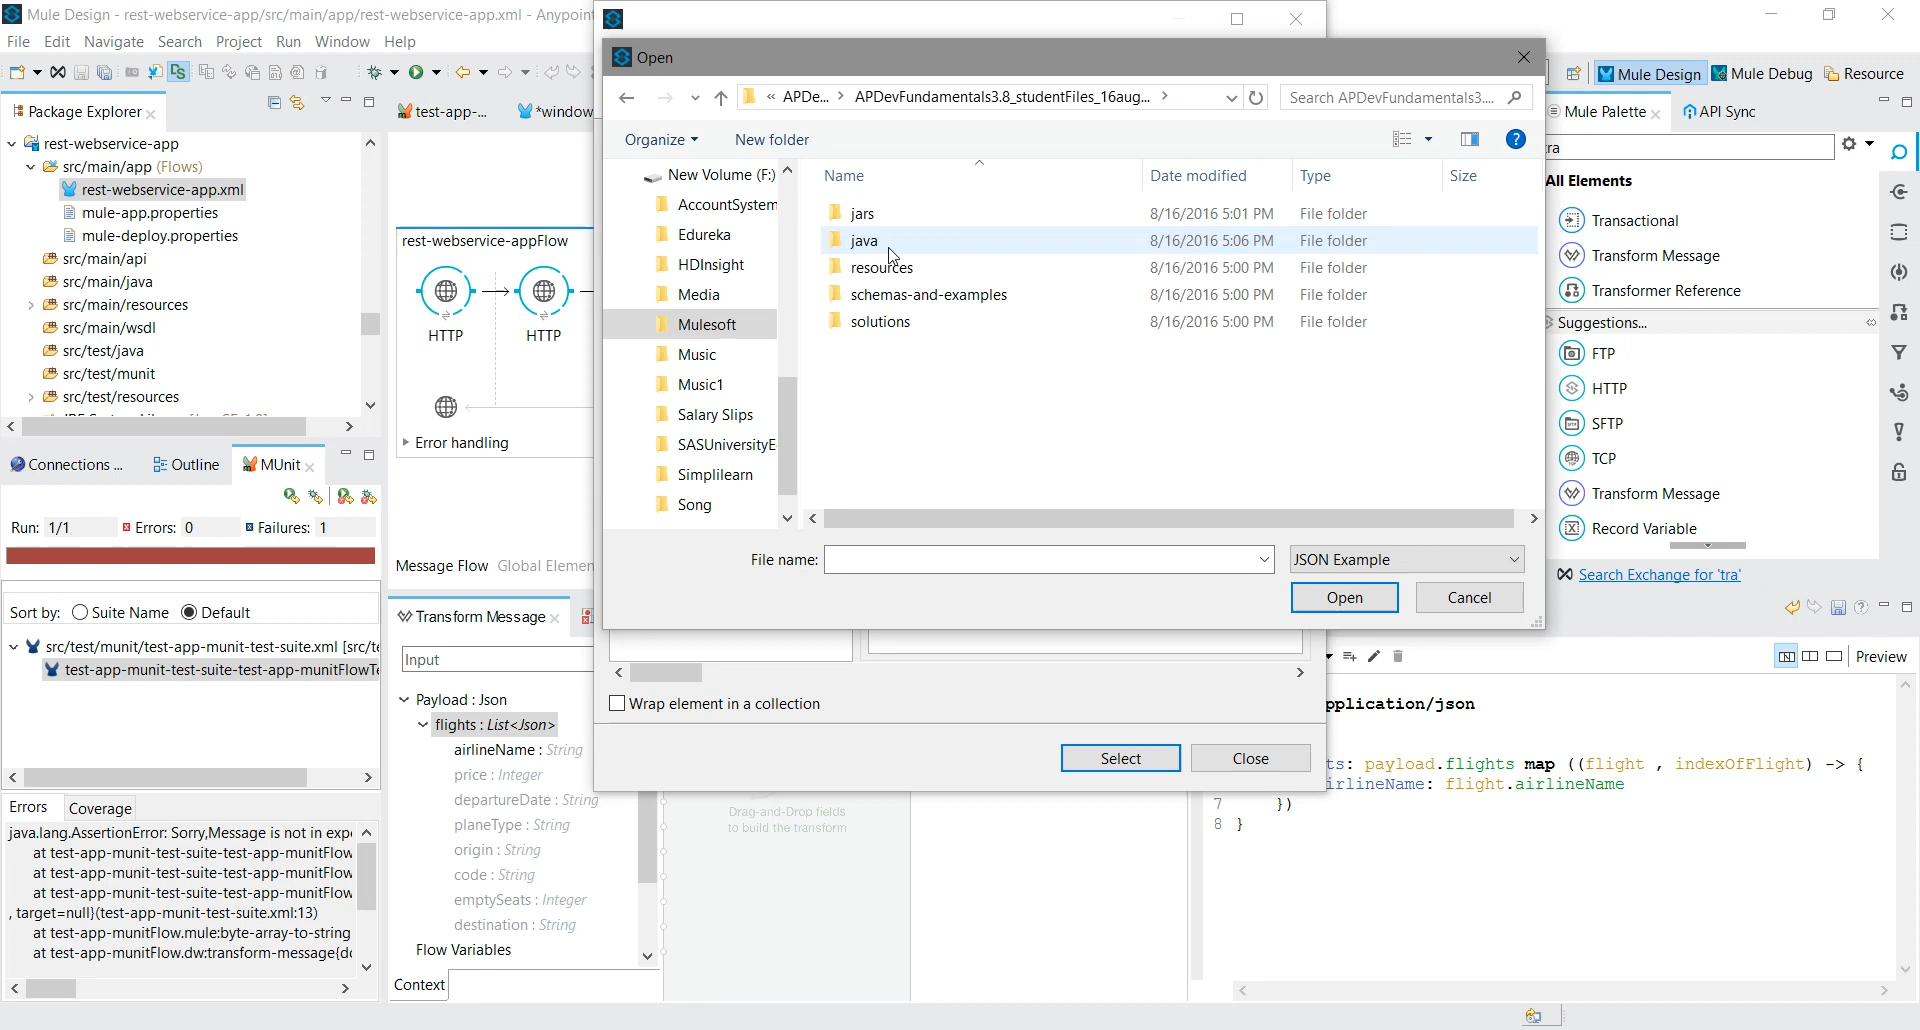 Mule Design - rest-webservice-app/src/main/app/rest-webservice-app.xml - Anypoint
File Edit Navigate Search Project Run Window Help
Mule Design
Mule Debug
Resource
Package Explorer
rest-webservice-app
src/main/app (Flows)
rest-webservice-app.xml
mule-app.properties
mule-deploy.properties
src/main/api
src/main/java
src/main/resources
src/main/wsdl
src/test/java
src/test/munit
src/test/resources
Connections ...
Outline
MUnit
Run: 1/1
Errors: 0
Failures: 1
Sort by:
Suite Name
Default
src/test/munit/test-app-munit-test-suite.xml [src/te
test-app-munit-test-suite-test-app-munitFlowTe
Errors
Coverage
java.lang.AssertionError: Sorry,Message is not in expe
at test-app-munit-test-suite-test-app-munitFlow
at test-app-munit-test-suite-test-app-munitFlow
at test-app-munit-test-suite-test-app-munitFlow
, target=null}(test-app-munit-test-suite.xml:13)
at test-app-munitFlow.mule:byte-array-to-string
at test-app-munitFlow.dw:transform-message{do
test-app-...
*window
rest-webservice-appFlow
HTTP
HTTP
Error handling
Message Flow
Global Elemen
Transform Message
Input
Payload : Json
flights : List<Json>
airlineName : String
price : Integer
departureDate : String
planeType : String
origin : String
code : String
emptySeats : Integer
destination : String
Flow Variables
Context
Drag-and-Drop fields
to build the transform
Open
« APDe... > APDevFundamentals3.8_studentFiles_16aug... >
Search APDevFundamentals3....
Organize
New folder
New Volume (F:)
AccountSystem
Edureka
HDInsight
Media
Mulesoft
Music
Music1
Salary Slips
SASUniversityE
Simplilearn
Song
Name Date modified Type Size
jars 8/16/2016 5:01 PM File folder
java 8/16/2016 5:06 PM File folder
resources 8/16/2016 5:00 PM File folder
schemas-and-examples 8/16/2016 5:00 PM File folder
solutions 8/16/2016 5:00 PM File folder
File name:
JSON Example
Open
Cancel
Wrap element in a collection
Select
Close
Mule Palette
API Sync
tra
All Elements
Transactional
Transform Message
Transformer Reference
Suggestions...
FTP
HTTP
SFTP
TCP
Transform Message
Record Variable
Search Exchange for 'tra'
Preview
pplication/json
ts: payload.flights map ((flight , indexOfFlight) -> {
irlineName: flight.airlineName
7 })
8 }